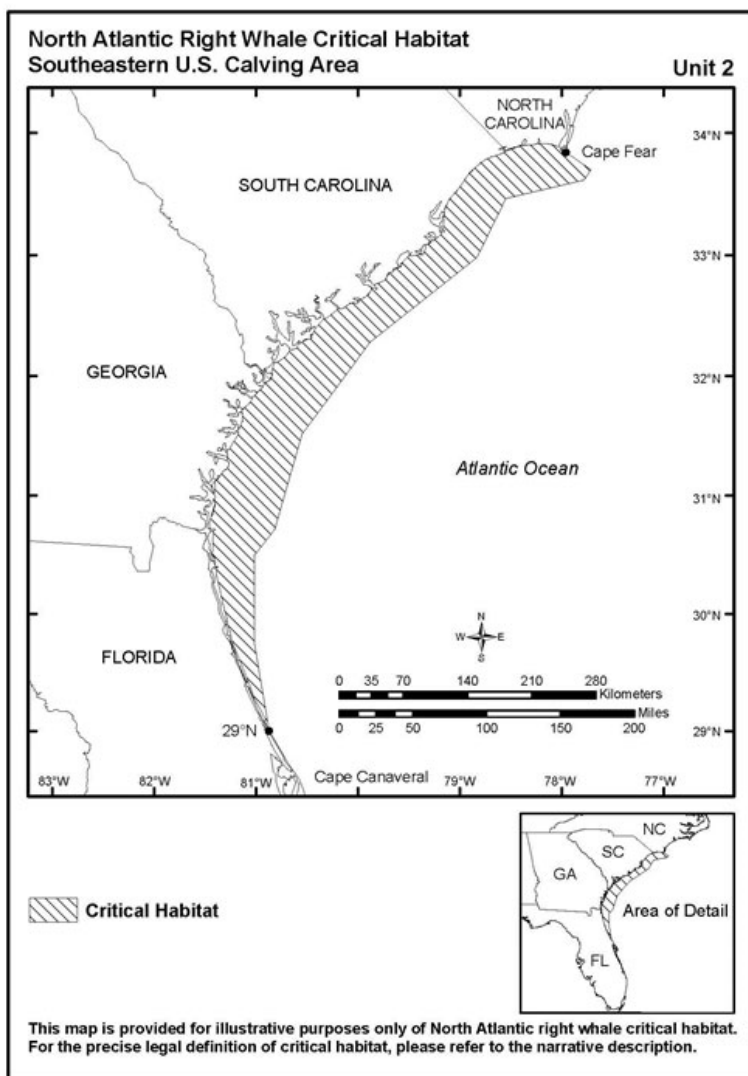 North Atlantic Right Whale Critical Habitat
Southeastern U.S. Calving Area
Unit 2
NORTH
CAROLINA
34°N
Cape Fear
SOUTH CAROLINA
33°N
GEORGIA
32°N
Atlantic Ocean
31°N
N
W E
S
30°N
FLORIDA
0 35 70 140 210 280
Kilometers
Miles
0 25 50 100 150 200
29°N
29°N
Cape Canaveral
83°W 82°W 81°W 79°W 78°W 77°W
Critical Habitat
NC
SC
GA
Area of Detail
FL
This map is provided for illustrative purposes only of North Atlantic right whale critical habitat.
For the precise legal definition of critical habitat, please refer to the narrative description.